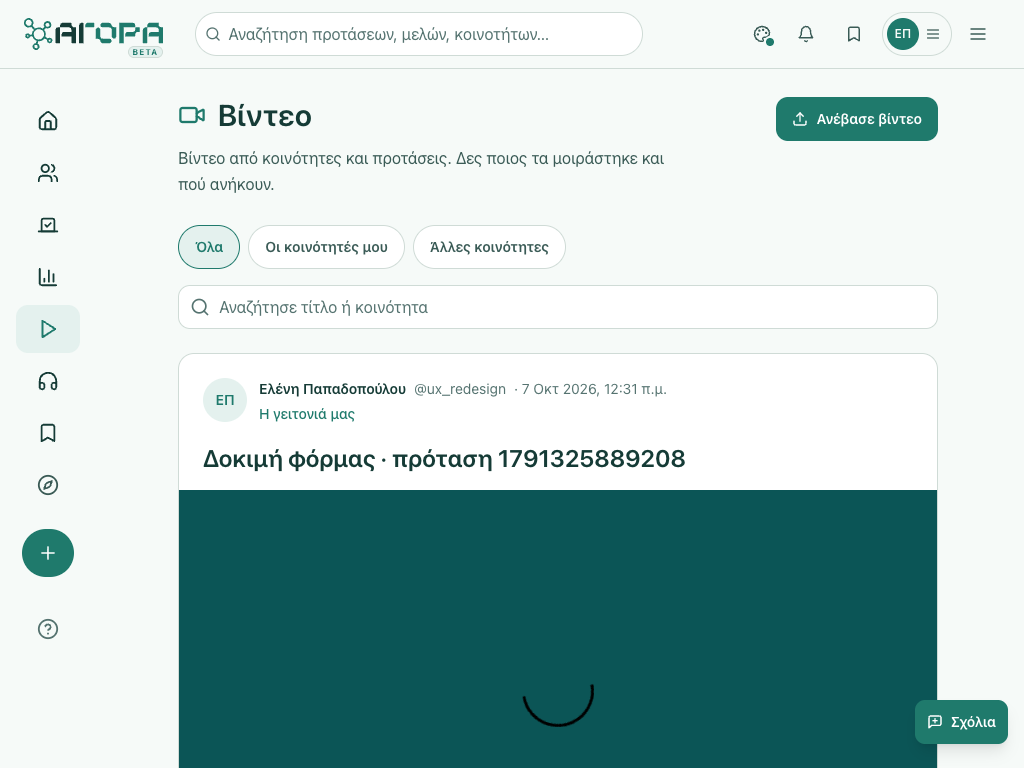 ΑΓΟΡΑ
BETA
Αναζήτηση προτάσεων, μελών, κοινοτήτων...
ΕΠ
Βίντεο
Ανέβασε βίντεο
Βίντεο από κοινότητες και προτάσεις. Δες ποιος τα μοιράστηκε και
πού ανήκουν.
Όλα
Οι κοινότητές μου
Άλλες κοινότητες
Αναζήτησε τίτλο ή κοινότητα
ΕΠ
Ελένη Παπαδοπούλου @ux_redesign · 7 Οκτ 2026, 12:31 π.μ.
Η γειτονιά μας
Δοκιμή φόρμας · πρόταση 1791325889208
Σχόλια